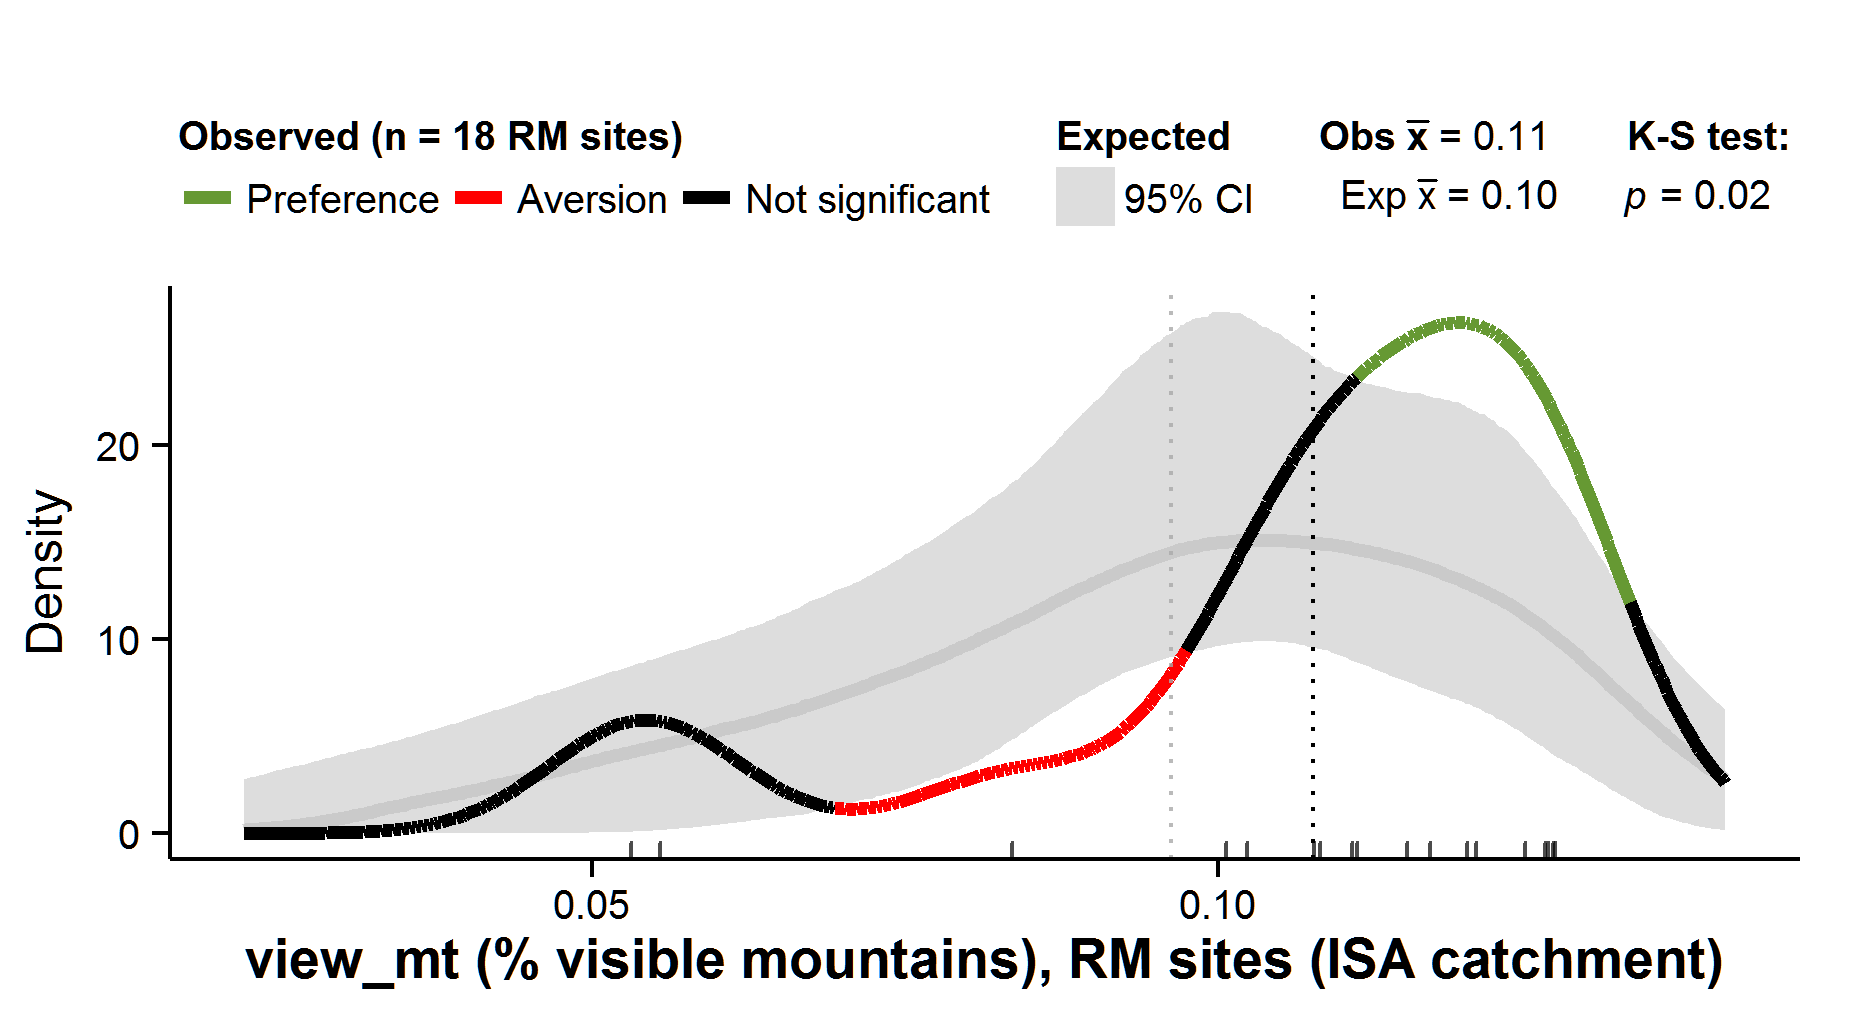 Observed (n = 18 RM sites) Expected Obs x̅ = 0.11 K-S test:
Preference Aversion Not significant 95% CI Exp x̅ = 0.10 p = 0.02
Density
20
10
0
0.05 0.10
view_mt (% visible mountains), RM sites (ISA catchment)